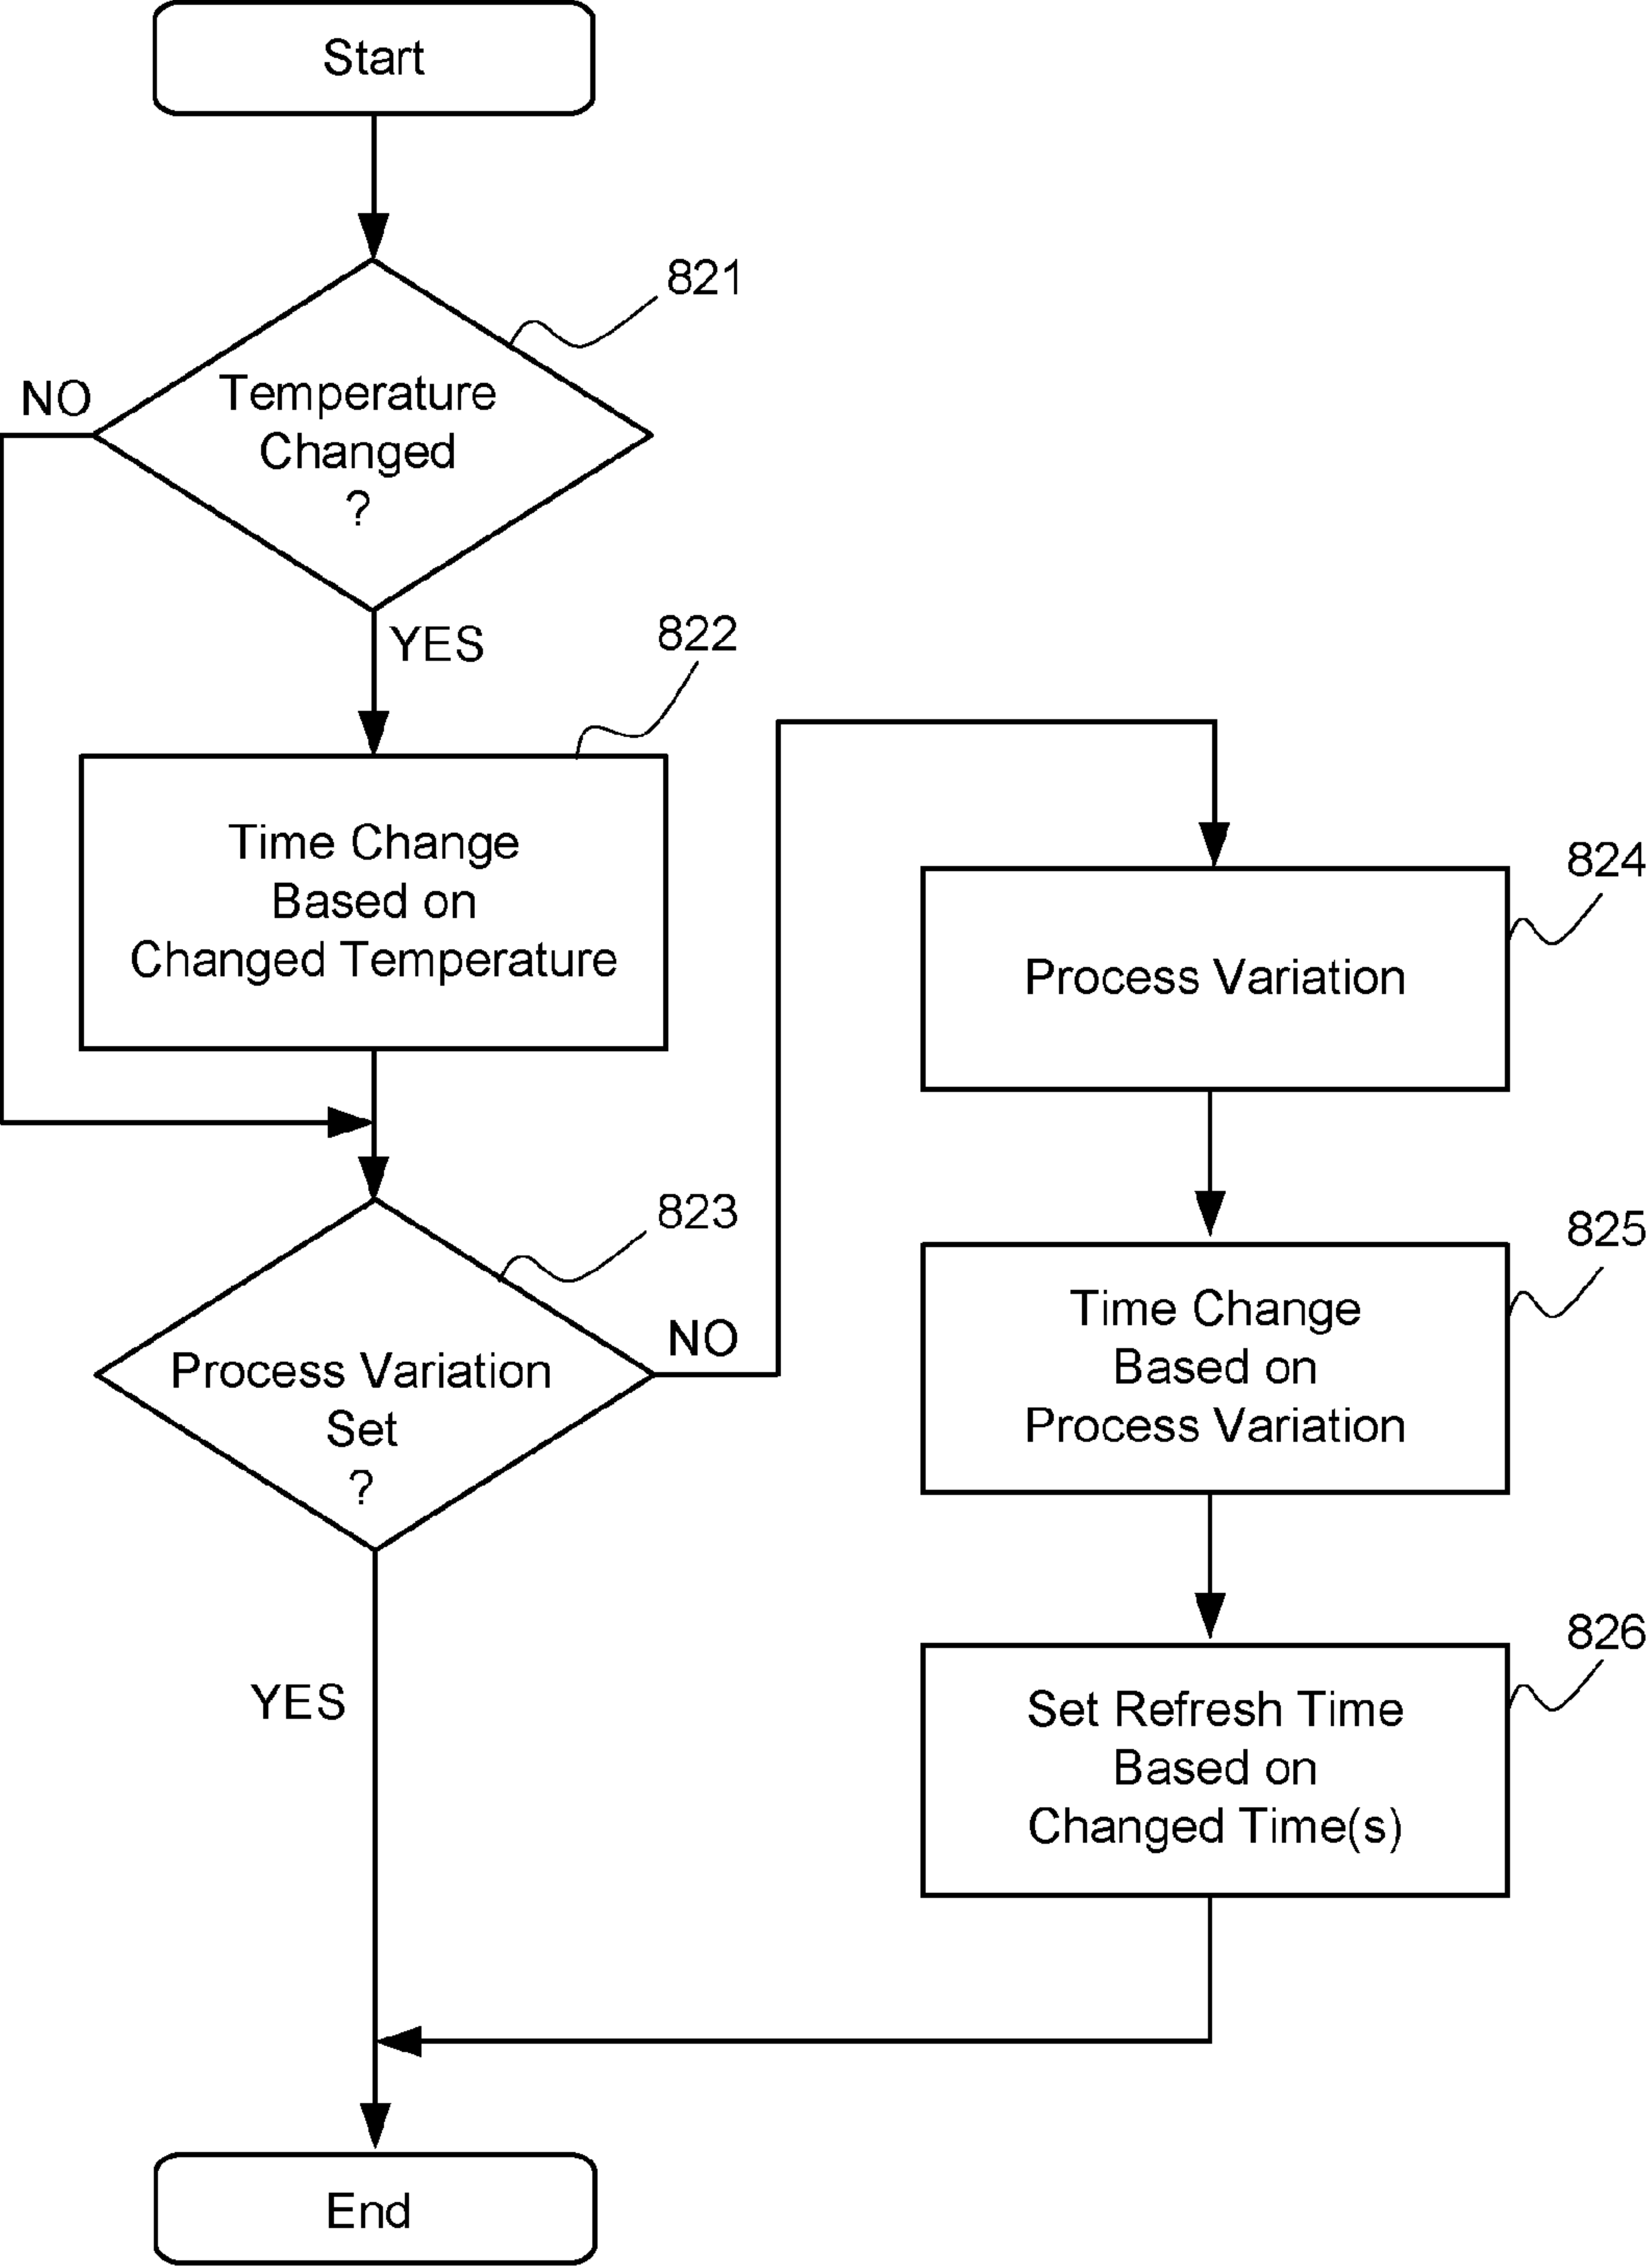 Start
821
NO
Temperature
Changed
?
YES
822
Time Change
Based on
Changed Temperature
823
Process Variation
Set
?
NO
YES
824
Process Variation
825
Time Change
Based on
Process Variation
826
Set Refresh Time
Based on
Changed Time(s)
End